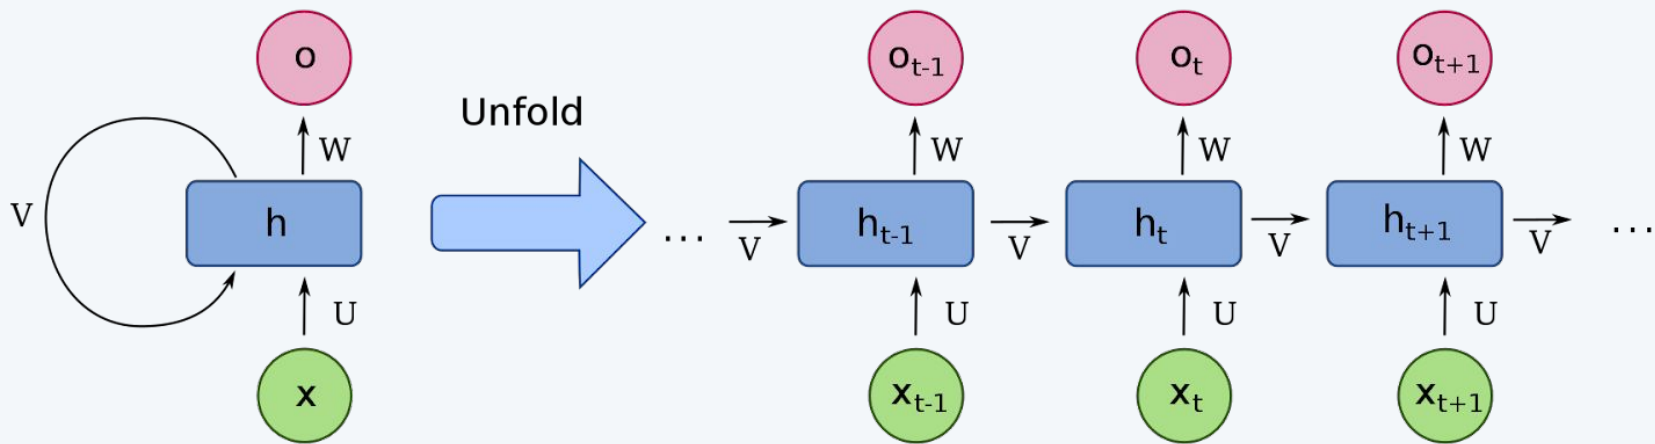 o
Unfold
W
V
h
U
x
o_{t-1}
o_t
o_{t+1}
W
W
W
...
V
h_{t-1}
V
h_t
V
h_{t+1}
V
...
U
U
U
x_{t-1}
x_t
x_{t+1}